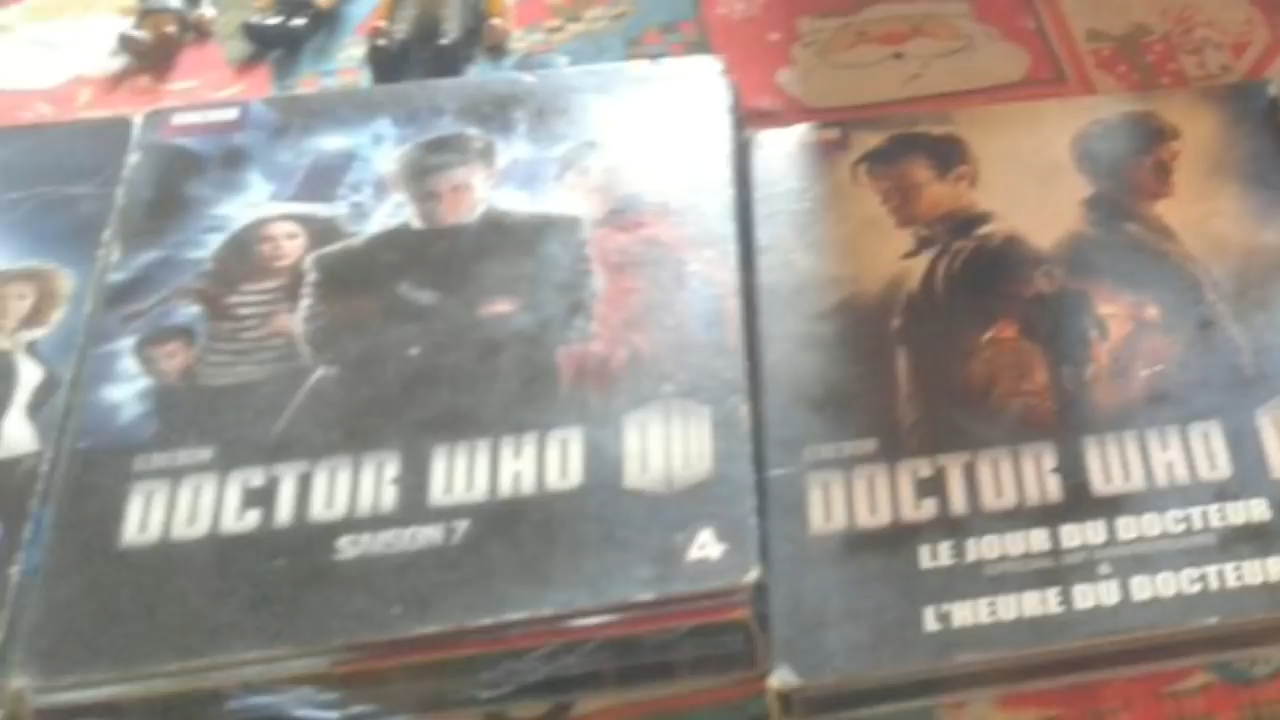 DOCTOR WHO
SAISON 7
4
DOCTOR WHO
LE JOUR DU DOCTEUR
&
L'HEURE DU DOCTEUR